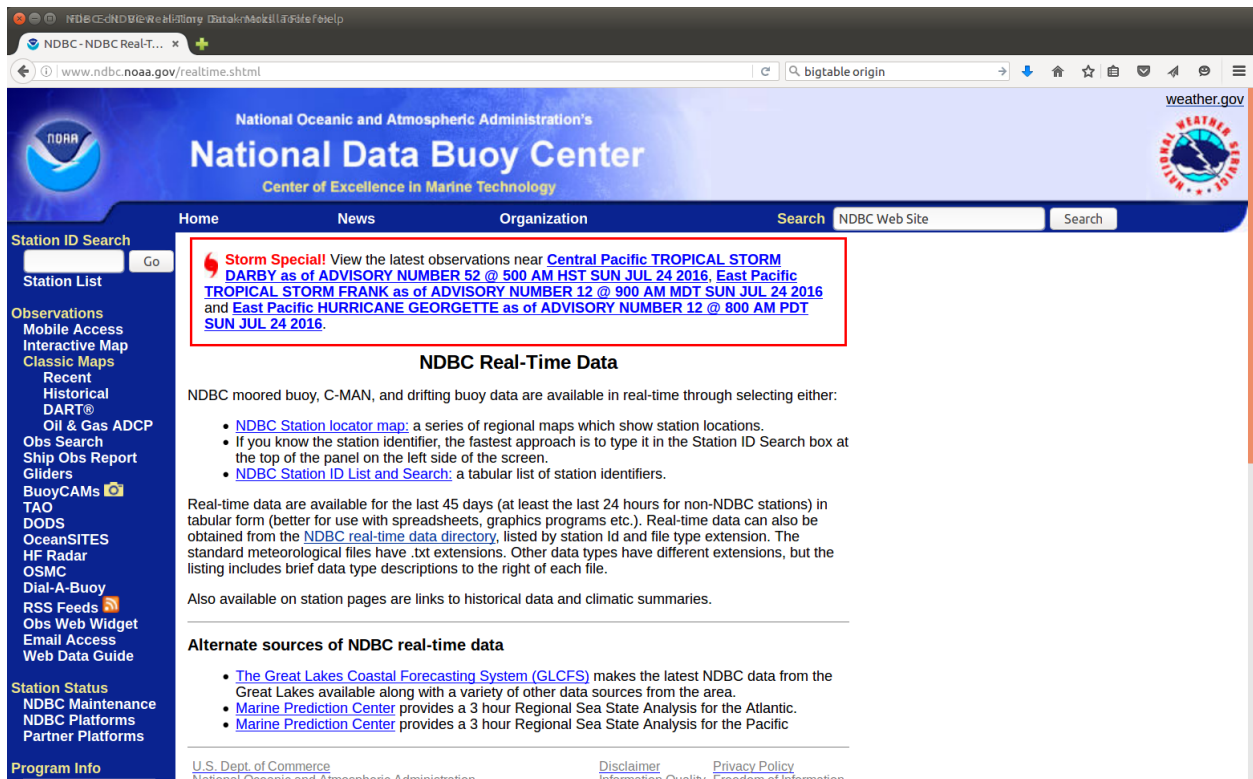 NDBC - NDBC Real-T...
www.ndbc.noaa.gov/realtime.shtml
bigtable origin
weather.gov
NOAA
National Oceanic and Atmospheric Administration's
National Data Buoy Center
Center of Excellence in Marine Technology
NATIONAL WEATHER SERVICE
Home News Organization Search NDBC Web Site Search
Station ID Search
Go
Station List
Observations
Mobile Access
Interactive Map
Classic Maps
Recent
Historical
DART®
Oil & Gas ADCP
Obs Search
Ship Obs Report
Gliders
BuoyCAMs
TAO
DODS
OceanSITES
HF Radar
OSMC
Dial-A-Buoy
RSS Feeds
Obs Web Widget
Email Access
Web Data Guide
Station Status
NDBC Maintenance
NDBC Platforms
Partner Platforms
Program Info
Storm Special! View the latest observations near Central Pacific TROPICAL STORM
DARBY as of ADVISORY NUMBER 52 @ 500 AM HST SUN JUL 24 2016, East Pacific
TROPICAL STORM FRANK as of ADVISORY NUMBER 12 @ 900 AM MDT SUN JUL 24 2016
and East Pacific HURRICANE GEORGETTE as of ADVISORY NUMBER 12 @ 800 AM PDT
SUN JUL 24 2016.
NDBC Real-Time Data
NDBC moored buoy, C-MAN, and drifting buoy data are available in real-time through selecting either:
• NDBC Station locator map: a series of regional maps which show station locations.
• If you know the station identifier, the fastest approach is to type it in the Station ID Search box at
the top of the panel on the left side of the screen.
• NDBC Station ID List and Search: a tabular list of station identifiers.
Real-time data are available for the last 45 days (at least the last 24 hours for non-NDBC stations) in
tabular form (better for use with spreadsheets, graphics programs etc.). Real-time data can also be
obtained from the NDBC real-time data directory, listed by station Id and file type extension. The
standard meteorological files have .txt extensions. Other data types have different extensions, but the
listing includes brief data type descriptions to the right of each file.
Also available on station pages are links to historical data and climatic summaries.
Alternate sources of NDBC real-time data
• The Great Lakes Coastal Forecasting System (GLCFS) makes the latest NDBC data from the
Great Lakes available along with a variety of other data sources from the area.
• Marine Prediction Center provides a 3 hour Regional Sea State Analysis for the Atlantic.
• Marine Prediction Center provides a 3 hour Regional Sea State Analysis for the Pacific
U.S. Dept. of Commerce Disclaimer Privacy Policy
National Oceanic and Atmospheric Administration Information Quality Freedom of Information